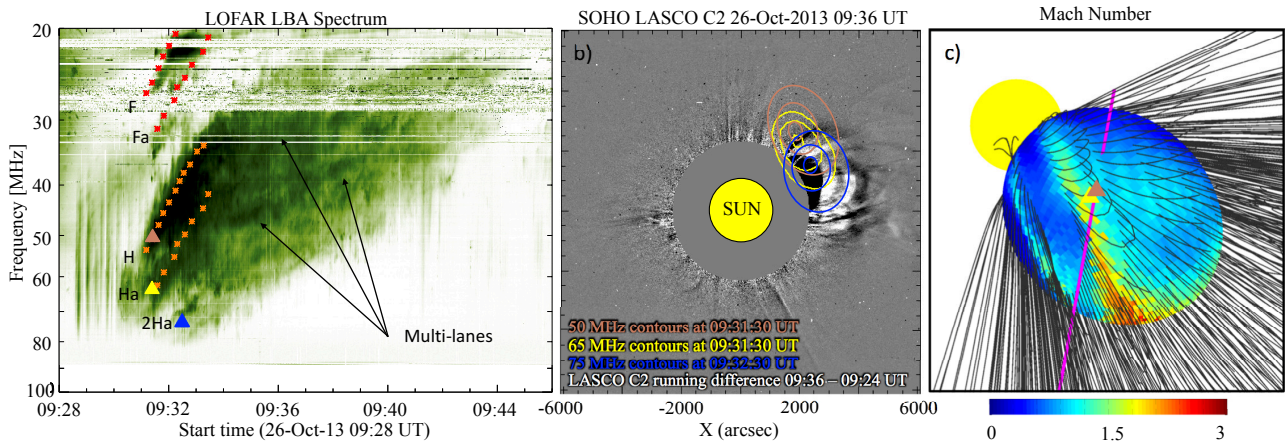 LOFAR LBA Spectrum
20
30
40
50
60
80
100
Frequency [MHz]
F
Fa
H
Ha
2Ha
Multi-lanes
09:28
09:32
09:36
09:40
09:44
Start time (26-Oct-13 09:28 UT)
SOHO LASCO C2 26-Oct-2013 09:36 UT
b)
SUN
50 MHz contours at 09:31:30 UT
65 MHz contours at 09:31:30 UT
75 MHz contours at 09:32:30 UT
LASCO C2 running difference 09:36 – 09:24 UT
-6000
-4000
-2000
0
2000
4000
6000
X (arcsec)
Mach Number
c)
0
1.5
3